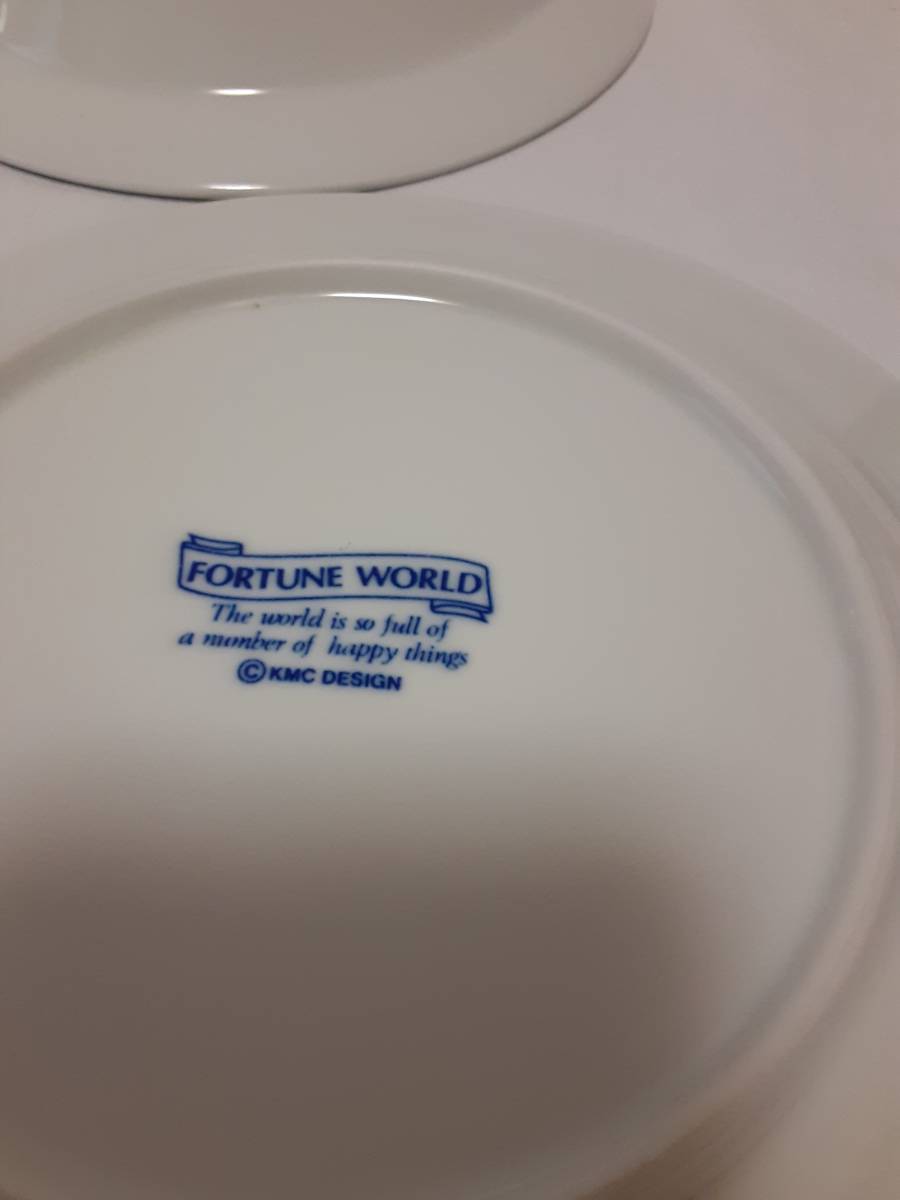 FORTUNE WORLD
The world is so full of
a number of happy things
©KMC DESIGN